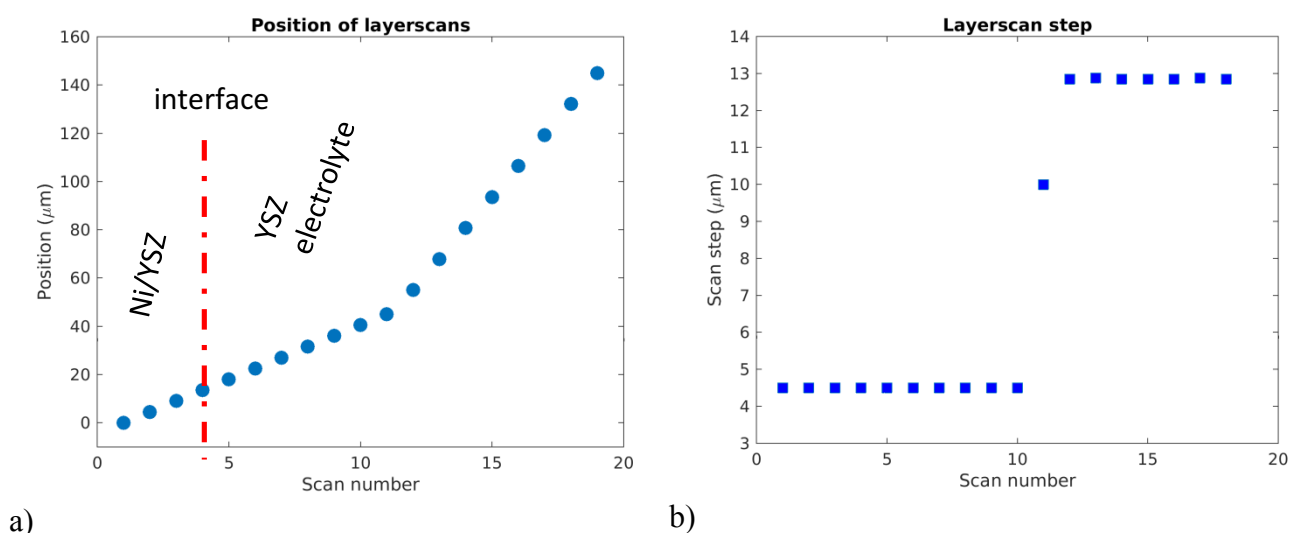 Position of layerscans
160
140
120
100
80
60
40
20
0
Position (μm)
interface
Ni/YSZ
YSZ
electrolyte
0 5 10 15 20
Scan number
a)
Layerscan step
14
13
12
11
10
9
8
7
6
5
4
3
Scan step (μm)
0 5 10 15 20
Scan number
b)